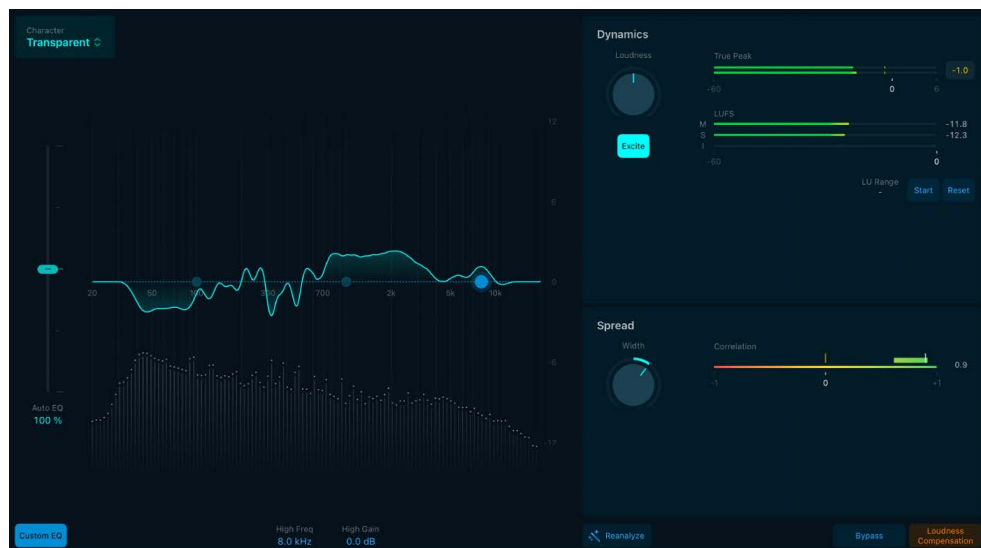 Character
Transparent
12
6
0
20 50 100 300 700 2k 5k 10k
-6
-12
Auto EQ
100 %
Custom EQ
High Freq
8.0 kHz
High Gain
0.0 dB
Dynamics
Loudness
Excite
True Peak
-1.0
-60 0 6
LUFS
M -11.8
S -12.3
I
-60 0
LU Range
-
Start Reset
Spread
Width
Correlation
0.9
-1 0 +1
Reanalyze
Bypass
Loudness
Compensation